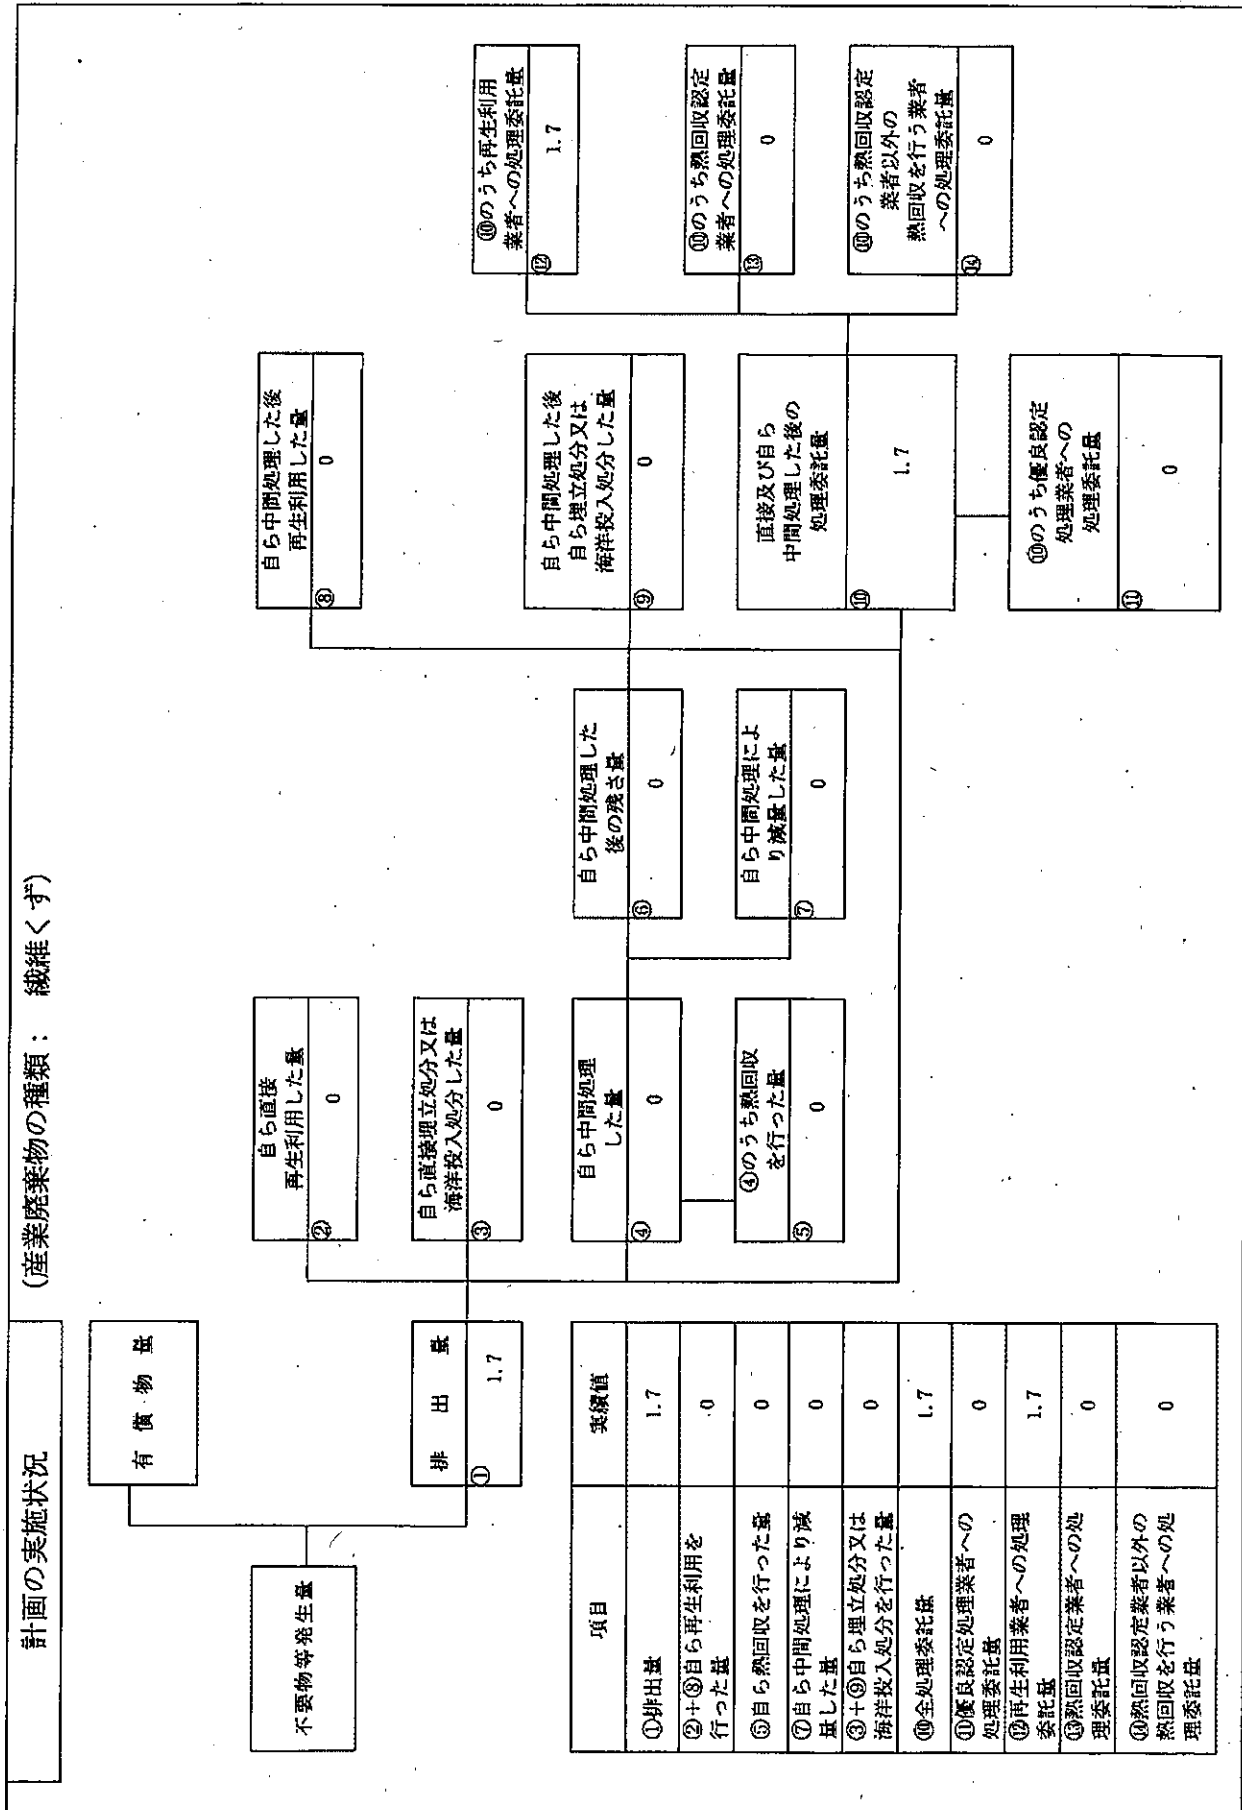 計画の実施状況
(産業廃棄物の種類： 繊維くず)
有償物量
不要物等発生量
排出量
①
1.7
自ら直接
再生利用した量
②
0
自ら直接埋立処分又は
海洋投入処分した量
③
0
自ら中間処理
した量
④
0
④のうち熱回収
を行った量
⑤
0
自ら中間処理した
後の残さ量
⑥
0
自ら中間処理によ
り減量した量
⑦
0
自ら中間処理した後
再生利用した量
⑧
0
自ら中間処理した後
自ら埋立処分又は
海洋投入処分した量
⑨
0
直接及び自ら
中間処理した後の
処理委託量
⑩
1.7
⑩のうち優良認定
処理業者への
処理委託量
⑪
0
⑩のうち再生利用
業者への処理委託量
⑫
1.7
⑩のうち熱回収認定
業者への処理委託量
⑬
0
⑩のうち熱回収認定
業者以外の
熱回収を行う業者
への処理委託量
⑭
0
項目 実績値
①排出量 1.7
②+⑧自ら再生利用を
行った量 0
⑤自ら熱回収を行った量 0
⑦自ら中間処理により減
量した量 0
③+⑨自ら埋立処分又は
海洋投入処分を行った量 0
⑩全処理委託量 1.7
⑪優良認定処理業者への
処理委託量 0
⑫再生利用業者への処理
委託量 1.7
⑬熱回収認定業者への処
理委託量 0
⑭熱回収認定業者以外の
熱回収を行う業者への処
理委託量 0